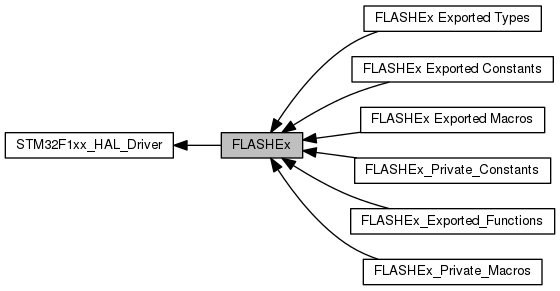 FLASHEx Exported Types
FLASHEx Exported Constants
FLASHEx Exported Macros
STM32F1xx_HAL_Driver
FLASHEx
FLASHEx_Private_Constants
FLASHEx_Exported_Functions
FLASHEx_Private_Macros